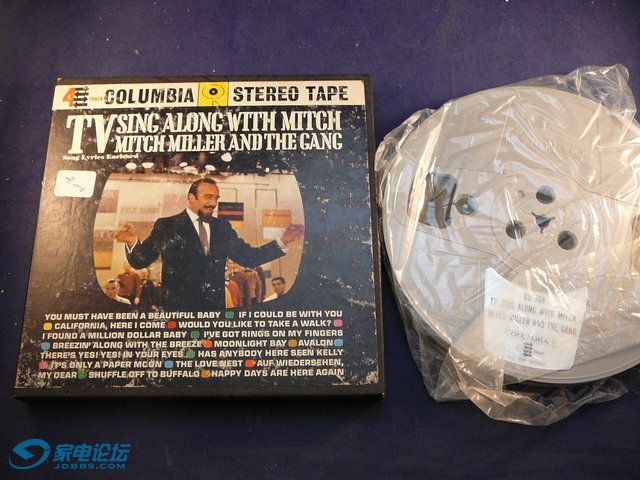 4 TRACK COLUMBIA STEREO TAPE
TV SING ALONG WITH MITCH
MITCH MILLER AND THE GANG
Song Lyrics Enclosed
YOU MUST HAVE BEEN A BEAUTIFUL BABY IF I COULD BE WITH YOU
CALIFORNIA, HERE I COME WOULD YOU LIKE TO TAKE A WALK?
I FOUND A MILLION DOLLAR BABY I'VE GOT RINGS ON MY FINGERS
BREEZIN' ALONG WITH THE BREEZE MOONLIGHT BAY AVALON
THERE'S YES! YES! IN YOUR EYES HAS ANYBODY HERE SEEN KELLY
IT'S ONLY A PAPER MOON THE LOVE NEST AUF WIEDERSEHEN,
MY DEAR SHUFFLE OFF TO BUFFALO HAPPY DAYS ARE HERE AGAIN
TV SING ALONG WITH MITCH
MITCH MILLER AND THE GANG
COLUMBIA
家电论坛
JDBBS.COM